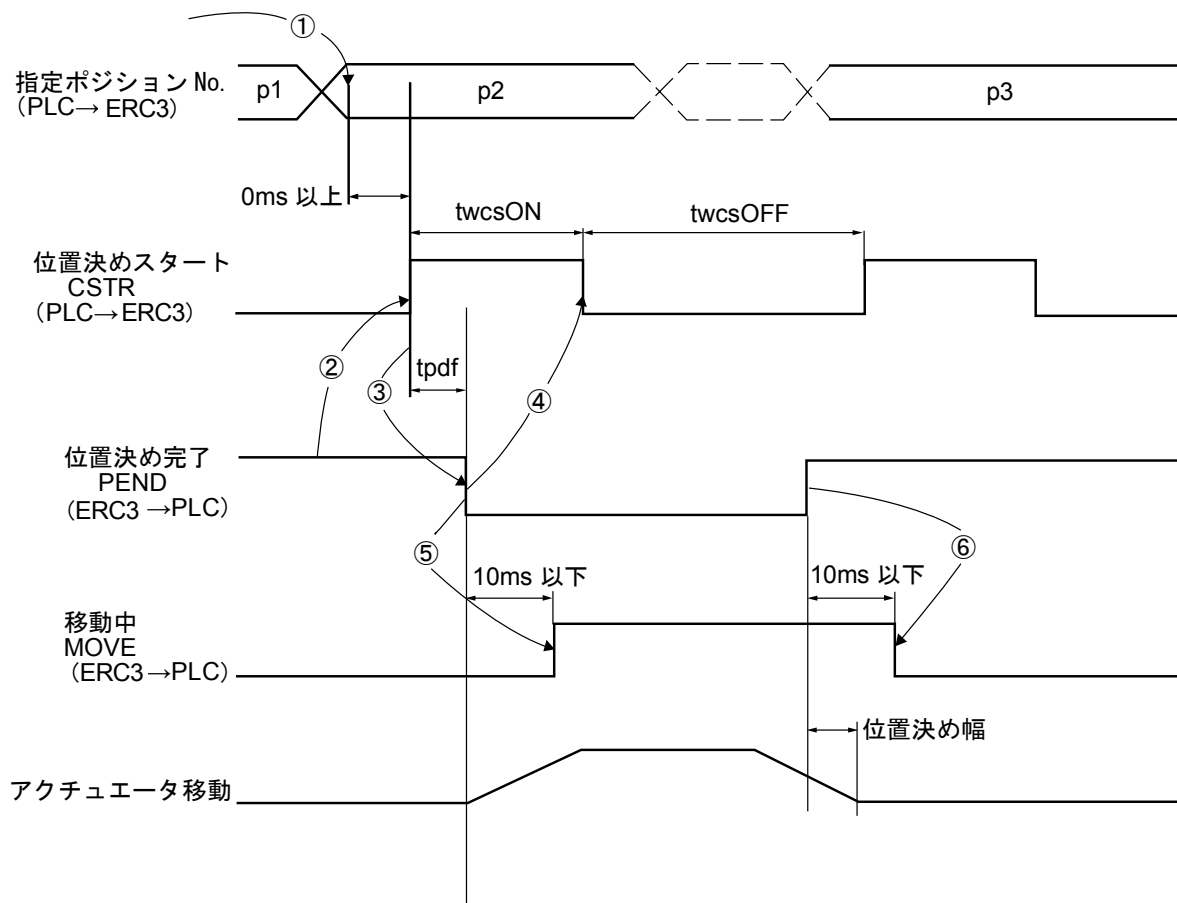 ①
指定ポジション No.
(PLC→ ERC3)
p1
p2
p3
0ms 以上
twcsON
twcsOFF
位置決めスタート
CSTR
(PLC→ERC3)
②
③
tpdf
④
位置決め完了
PEND
(ERC3 →PLC)
⑤
⑥
10ms 以下
10ms 以下
移動中
MOVE
(ERC3→PLC)
位置決め幅
アクチュエータ移動